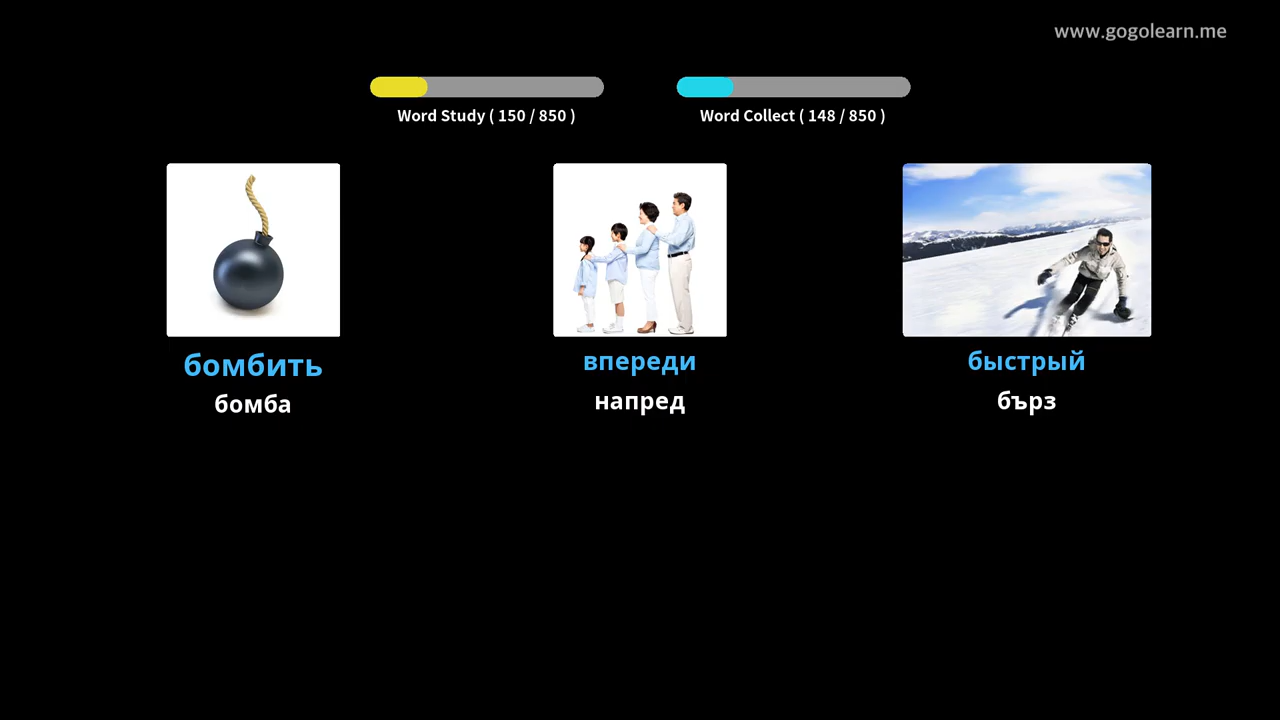 www.gogolearn.me
Word Study ( 150 / 850 )
Word Collect ( 148 / 850 )
бомбить
бомба
впереди
напред
быстрый
бърз